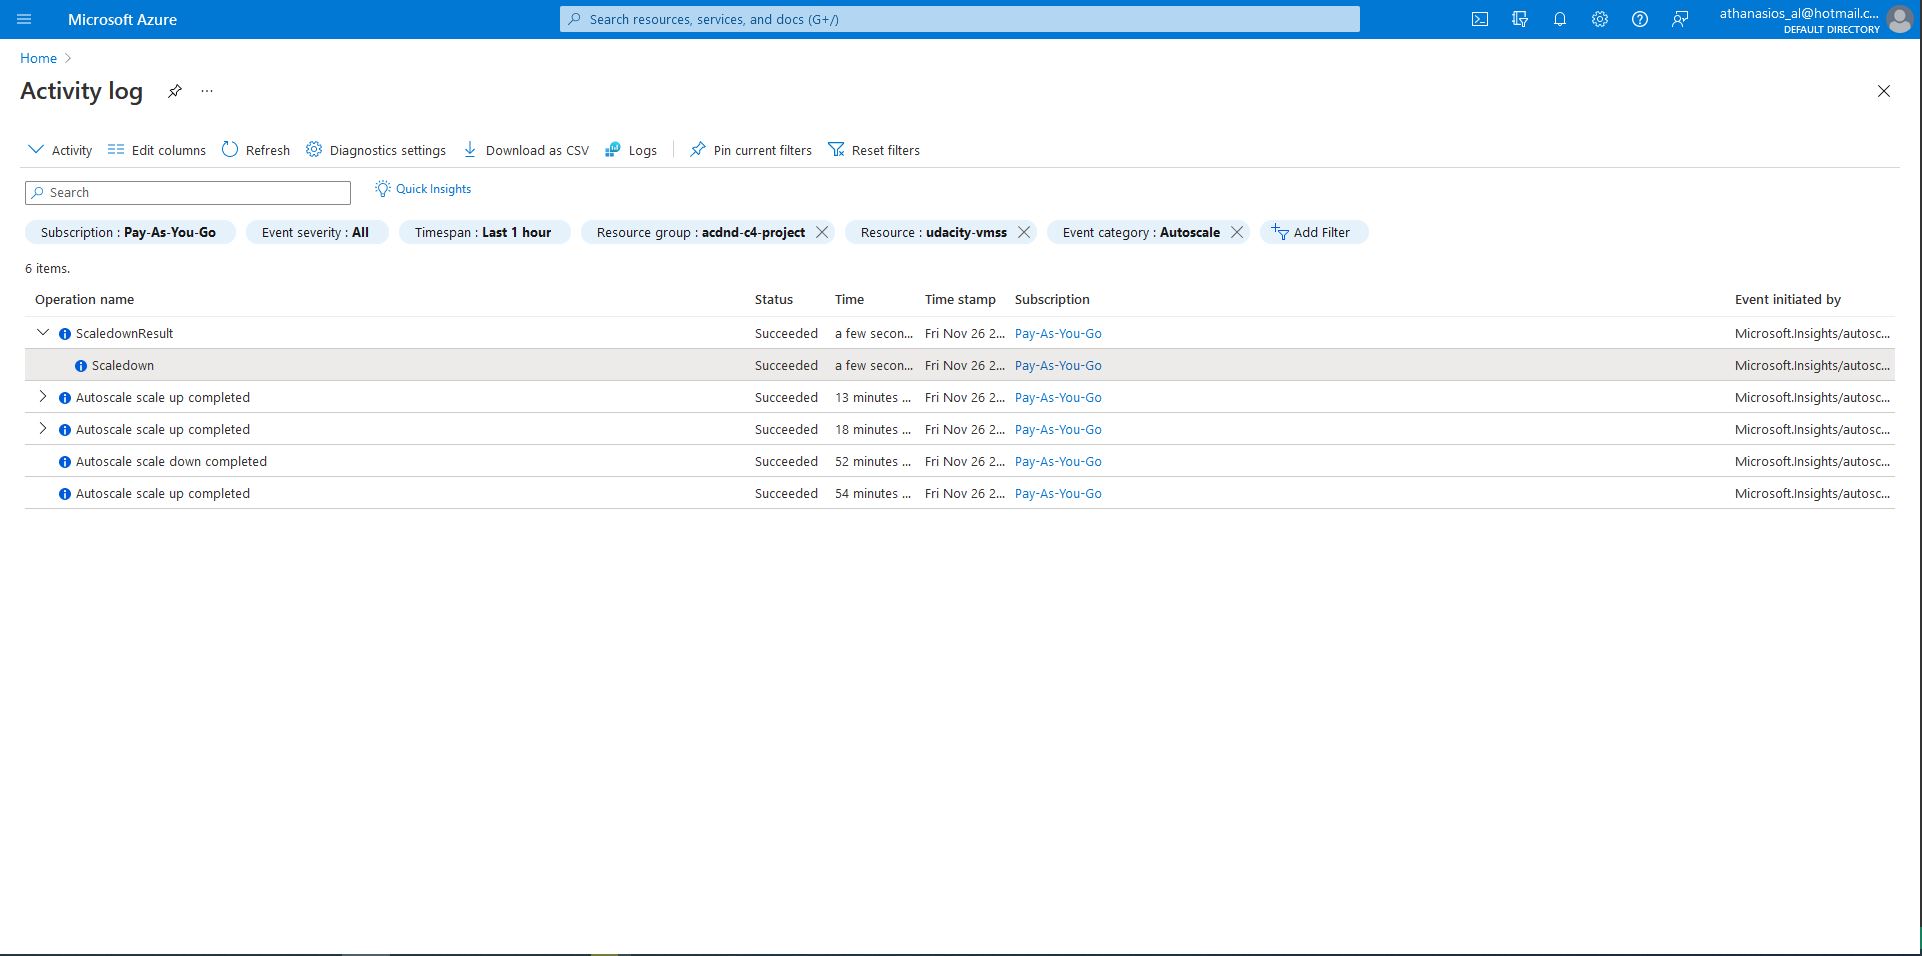 Microsoft Azure
Search resources, services, and docs (G+/)
athanasios_al@hotmail.c...
DEFAULT DIRECTORY
Home
Activity log
Activity
Edit columns
Refresh
Diagnostics settings
Download as CSV
Logs
Pin current filters
Reset filters
Search
Quick Insights
Subscription : Pay-As-You-Go
Event severity : All
Timespan : Last 1 hour
Resource group : acdnd-c4-project
Resource : udacity-vmss
Event category : Autoscale
Add Filter
6 items.
Operation name Status Time Time stamp Subscription Event initiated by
ScaledownResult Succeeded a few secon... Fri Nov 26 2... Pay-As-You-Go Microsoft.Insights/autosc...
Scaledown Succeeded a few secon... Fri Nov 26 2... Pay-As-You-Go Microsoft.Insights/autosc...
Autoscale scale up completed Succeeded 13 minutes ... Fri Nov 26 2... Pay-As-You-Go Microsoft.Insights/autosc...
Autoscale scale up completed Succeeded 18 minutes ... Fri Nov 26 2... Pay-As-You-Go Microsoft.Insights/autosc...
Autoscale scale down completed Succeeded 52 minutes ... Fri Nov 26 2... Pay-As-You-Go Microsoft.Insights/autosc...
Autoscale scale up completed Succeeded 54 minutes ... Fri Nov 26 2... Pay-As-You-Go Microsoft.Insights/autosc...